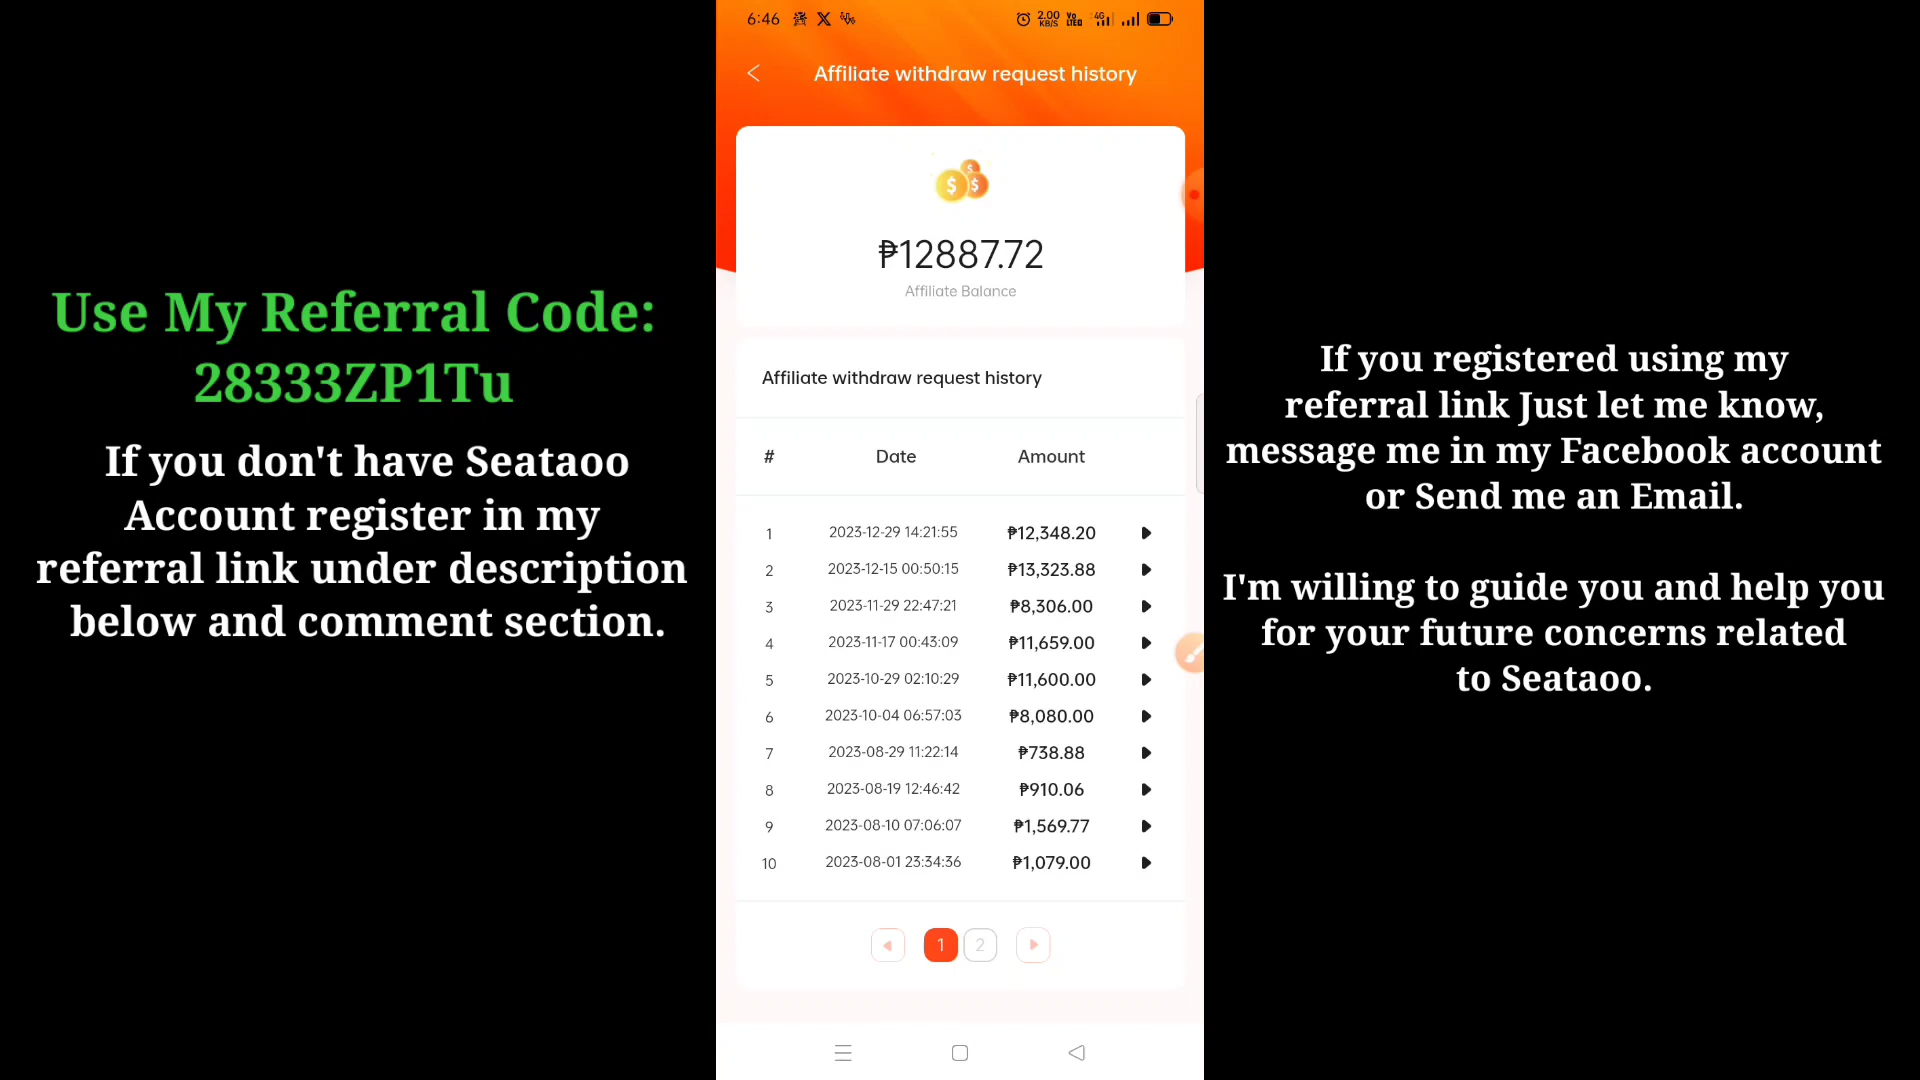 Use My Referral Code:
28333ZP1Tu
If you don't have Seataoo
Account register in my
referral link under description
below and comment section.
6:46 2.00 KB/S Vo LTE 4G
Affiliate withdraw request history
₱12887.72
Affiliate Balance
Affiliate withdraw request history
# Date Amount
1 2023-12-29 14:21:55 ₱12,348.20
2 2023-12-15 00:50:15 ₱13,323.88
3 2023-11-29 22:47:21 ₱8,306.00
4 2023-11-17 00:43:09 ₱11,659.00
5 2023-10-29 02:10:29 ₱11,600.00
6 2023-10-04 06:57:03 ₱8,080.00
7 2023-08-29 11:22:14 ₱738.88
8 2023-08-19 12:46:42 ₱910.06
9 2023-08-10 07:06:07 ₱1,569.77
10 2023-08-01 23:34:36 ₱1,079.00
1 2
If you registered using my
referral link Just let me know,
message me in my Facebook account
or Send me an Email.
I'm willing to guide you and help you
for your future concerns related
to Seataoo.